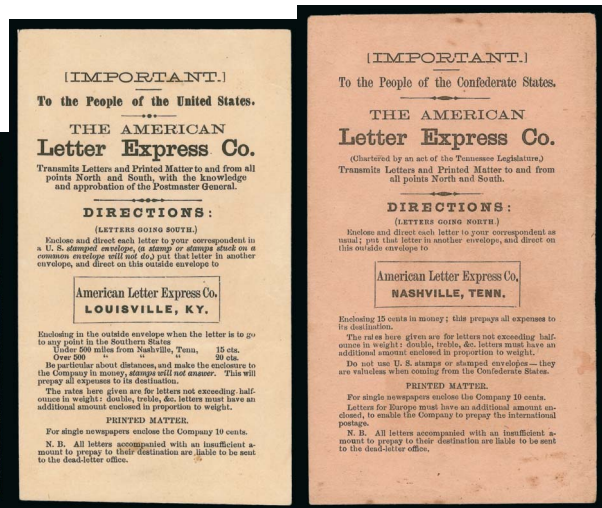 [IMPORTANT.]
To the People of the United States.
THE AMERICAN
Letter Express Co.
Transmits Letters and Printed Matter to and from all
points North and South, with the knowledge
and approbation of the Postmaster General.
DIRECTIONS:
(LETTERS GOING SOUTH.)
Enclose and direct each letter to your correspondent in
a U. S. stamped envelope, (a stamp or stamps stuck on a
common envelope will not do,) put that letter in another
envelope, and direct on this outside envelope to
American Letter Express Co,
LOUISVILLE, KY.
Enclosing in the outside envelope when the letter is to go
to any point in the Southern States
Under 500 miles from Nashville, Tenn, 15 cts.
Over 500 " " " 20 cts.
Be particular about distances, and make the enclosure to
the Company in money, stamps will not answer. This will
prepay all expenses to its destination.
The rates here given are for letters not exceeding half-
ounce in weight: double, treble, &c. letters must have an
additional amount enclosed in proportion to weight.
PRINTED MATTER.
For single newspapers enclose the Company 10 cents.
N. B. All letters accompanied with an insufficient a-
mount to prepay to their destination are liable to be sent
to the dead-letter office.
[IMPORTANT.]
To the People of the Confederate States.
THE AMERICAN
Letter Express Co.
(Chartered by an act of the Tennessee Legislature,)
Transmits Letters and Printed Matter to and from
all points North and South.
DIRECTIONS:
(LETTERS GOING NORTH.)
Enclose and direct each letter to your correspondent as
usual; put that letter in another envelope, and direct on
this outside envelope to
American Letter Express Co,
NASHVILLE, TENN.
Enclosing 15 cents in money; this prepays all expenses to
its destination.
The rates here given are for letters not exceeding half-
ounce in weight: double, treble, &c. letters must have an
additional amount enclosed in proportion to weight.
Do not use U. S. stamps or stamped envelopes—they
are valueless when coming from the Confederate States.
PRINTED MATTER.
For single newspapers enclose the Company 10 cents.
Letters for Europe must have an additional amount en-
closed, to enable the Company to prepay the international
postage.
N. B. All letters accompanied with an insufficient a-
mount to prepay to their destination are liable to be sent
to the dead-letter office.